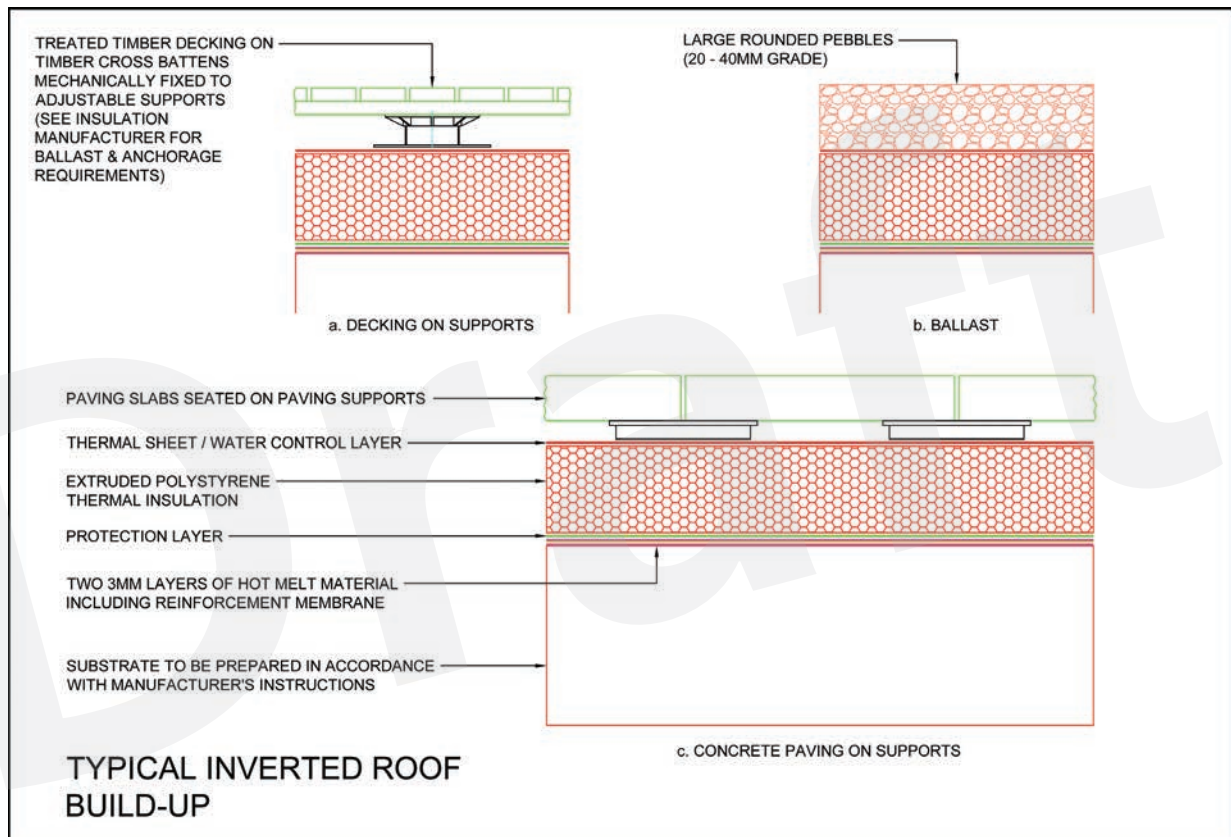 TREATED TIMBER DECKING ON
TIMBER CROSS BATTENS
MECHANICALLY FIXED TO
ADJUSTABLE SUPPORTS
(SEE INSULATION
MANUFACTURER FOR
BALLAST & ANCHORAGE
REQUIREMENTS)
a. DECKING ON SUPPORTS
LARGE ROUNDED PEBBLES
(20 - 40MM GRADE)
b. BALLAST
PAVING SLABS SEATED ON PAVING SUPPORTS
THERMAL SHEET / WATER CONTROL LAYER
EXTRUDED POLYSTYRENE
THERMAL INSULATION
PROTECTION LAYER
TWO 3MM LAYERS OF HOT MELT MATERIAL
INCLUDING REINFORCEMENT MEMBRANE
SUBSTRATE TO BE PREPARED IN ACCORDANCE
WITH MANUFACTURER'S INSTRUCTIONS
c. CONCRETE PAVING ON SUPPORTS
TYPICAL INVERTED ROOF
BUILD-UP
Draft